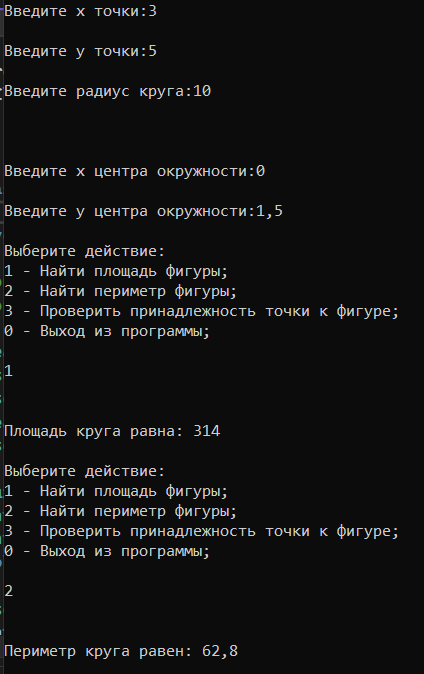 Введите x точки:3
Введите y точки:5
Введите радиус круга:10
Введите x центра окружности:0
Введите y центра окружности:1,5
Выберите действие:
1 - Найти площадь фигуры;
2 - Найти периметр фигуры;
3 - Проверить принадлежность точки к фигуре;
0 - Выход из программы;
1
Площадь круга равна: 314
Выберите действие:
1 - Найти площадь фигуры;
2 - Найти периметр фигуры;
3 - Проверить принадлежность точки к фигуре;
0 - Выход из программы;
2
Периметр круга равен: 62,8